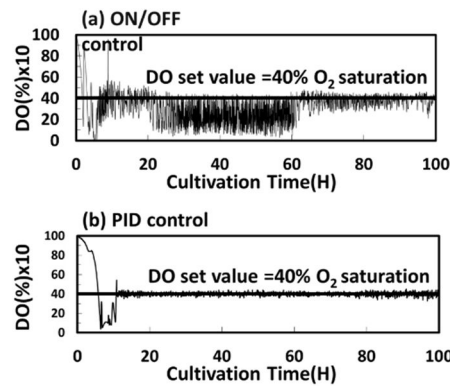 (a) ON/OFF
control
DO set value =40% O₂ saturation
DO(%)x10
100
80
60
40
20
0
0 20 40 60 80 100
Cultivation Time(H)
(b) PID control
DO set value =40% O₂ saturation
DO(%)x10
100
80
60
40
20
0
0 20 40 60 80 100
Cultivation Time(H)